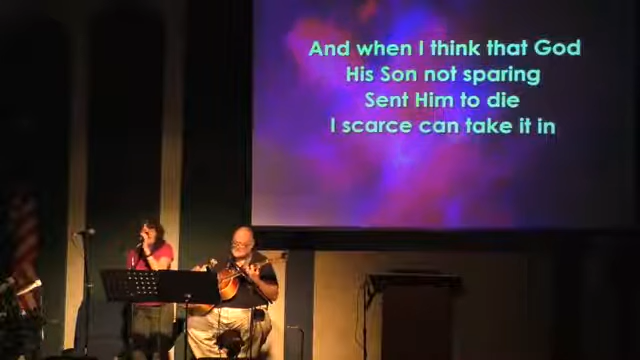 And when I think that God
His Son not sparing
Sent Him to die
I scarce can take it in